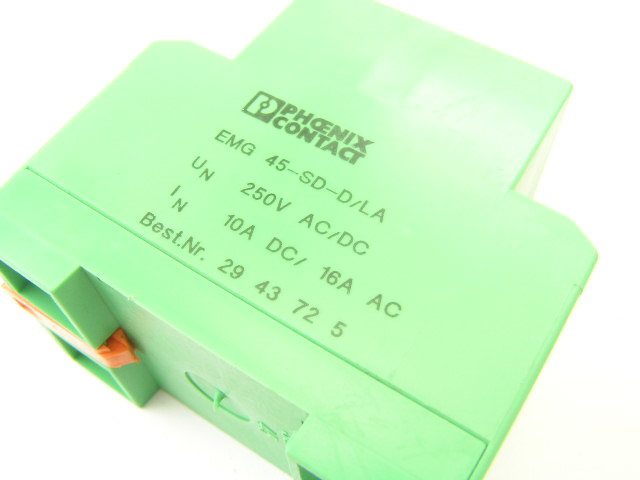 PHŒNIX
CONTACT
EMG 45-SD-D/LA
UN 250V AC/DC
IN 10A DC/ 16A AC
Best.Nr. 29 43 72 5